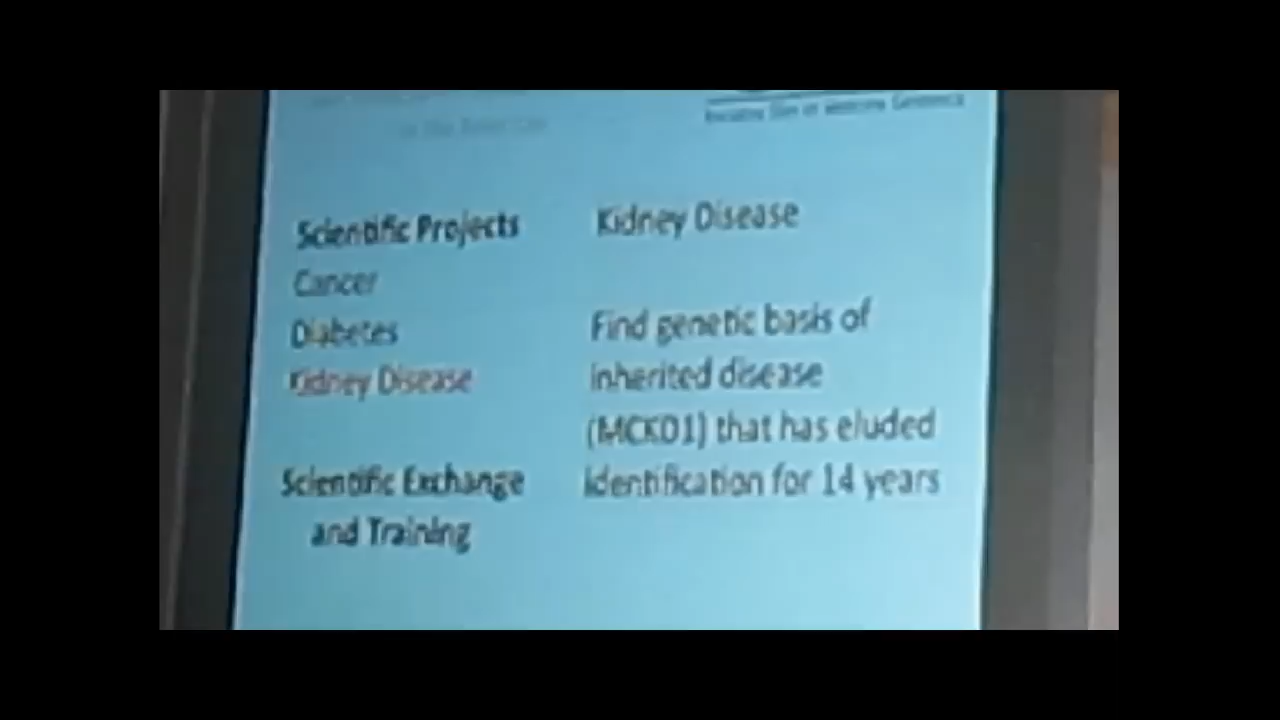 Scientific Projects
Cancer
Diabetes
Kidney Disease
Scientific Exchange
and Training
Kidney Disease
Find genetic basis of
inherited disease
(MCKD1) that has eluded
identification for 14 years